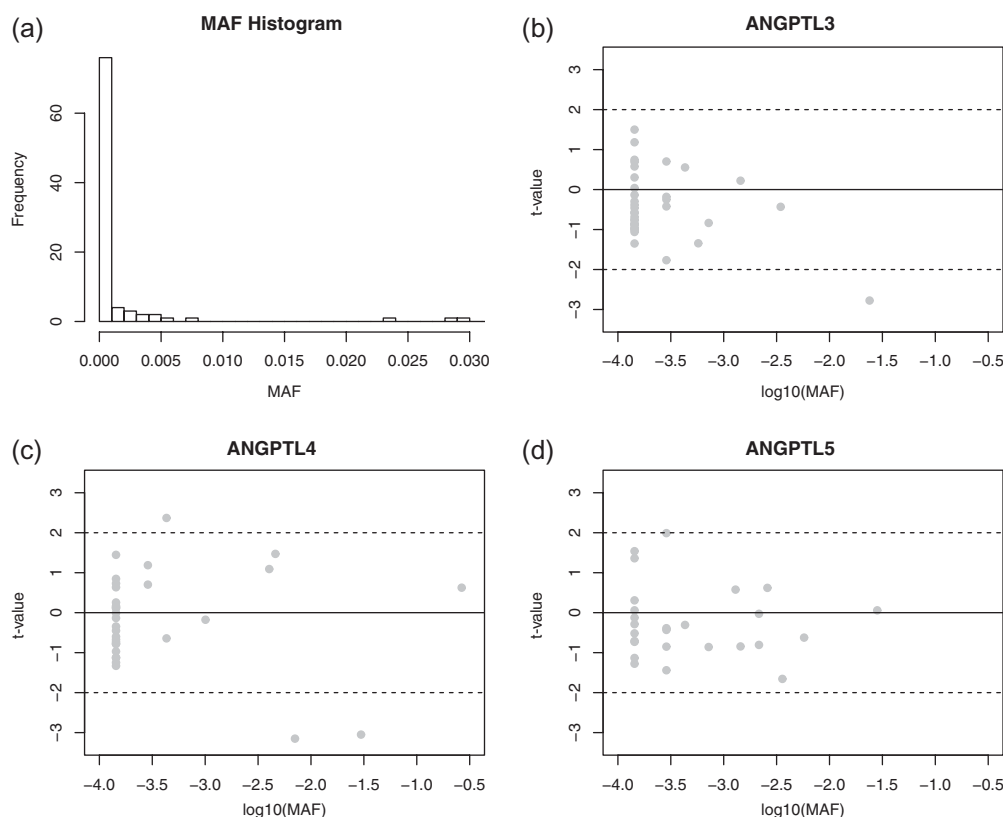 (a)
MAF Histogram
Frequency
0 20 40 60
0.000 0.005 0.010 0.015 0.020 0.025 0.030
MAF
(b)
ANGPTL3
t-value
−3 −2 −1 0 1 2 3
−4.0 −3.5 −3.0 −2.5 −2.0 −1.5 −1.0 −0.5
log10(MAF)
(c)
ANGPTL4
t-value
−3 −2 −1 0 1 2 3
−4.0 −3.5 −3.0 −2.5 −2.0 −1.5 −1.0 −0.5
log10(MAF)
(d)
ANGPTL5
t-value
−3 −2 −1 0 1 2 3
−4.0 −3.5 −3.0 −2.5 −2.0 −1.5 −1.0 −0.5
log10(MAF)